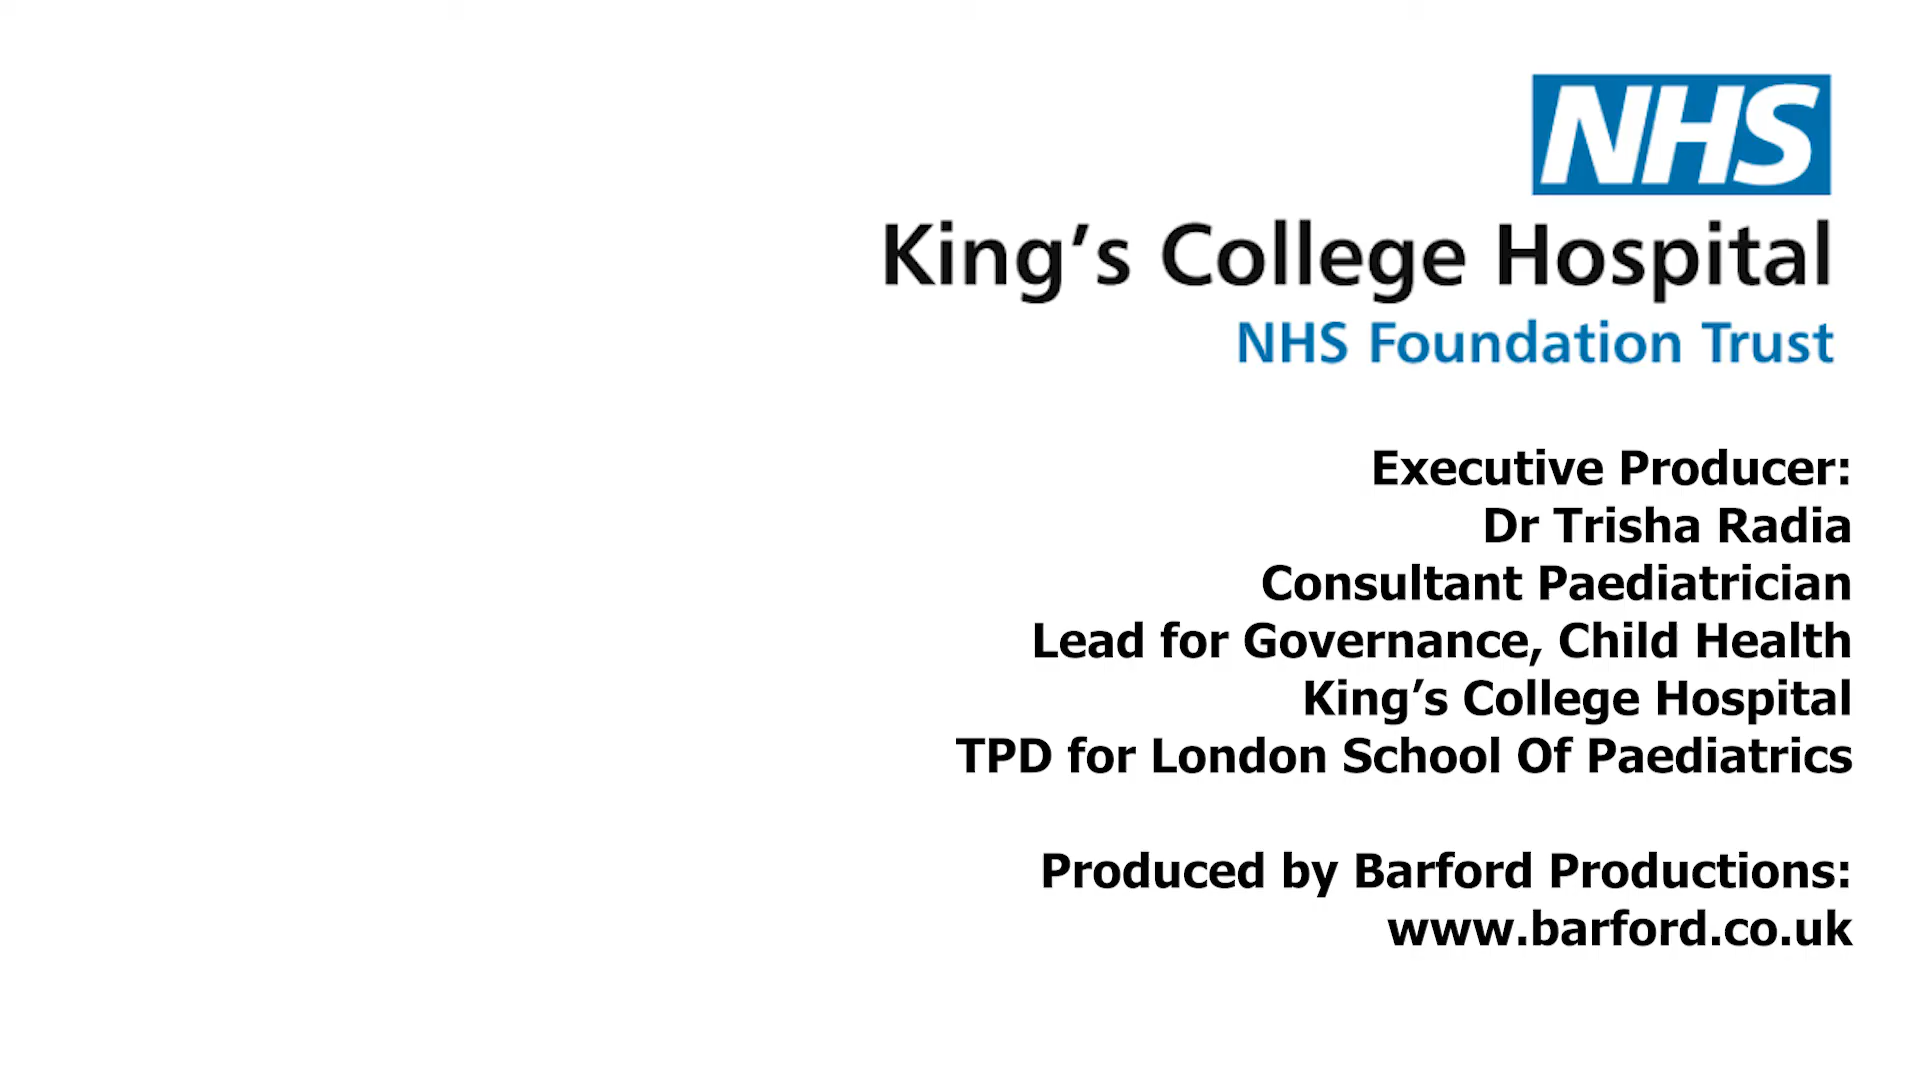 NHS
King’s College Hospital
NHS Foundation Trust
Executive Producer:
Dr Trisha Radia
Consultant Paediatrician
Lead for Governance, Child Health
King’s College Hospital
TPD for London School Of Paediatrics
Produced by Barford Productions:
www.barford.co.uk